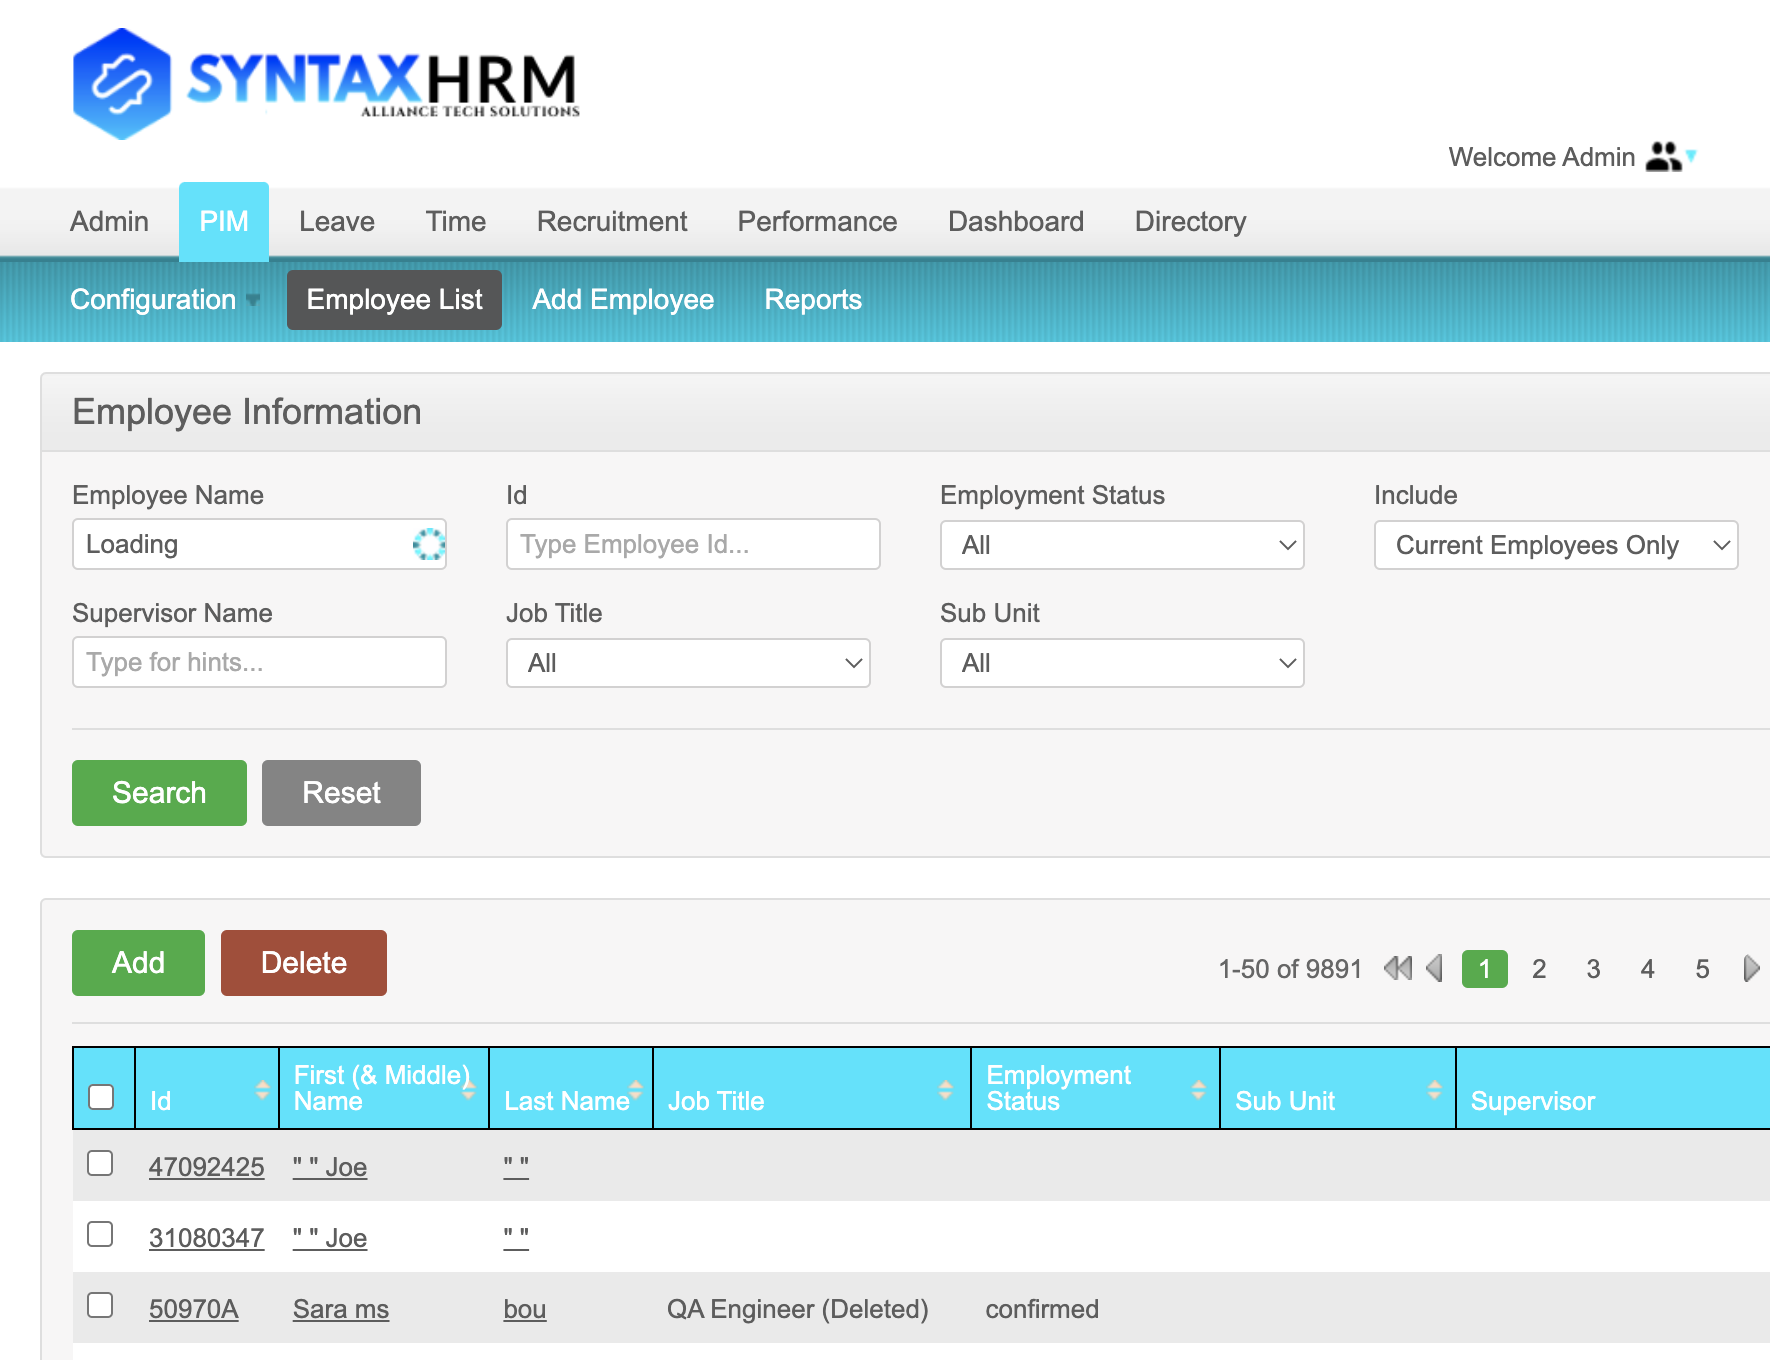 SYNTAXHRM
ALLIANCE TECH SOLUTIONS
Welcome Admin
Admin PIM Leave Time Recruitment Performance Dashboard Directory
Configuration Employee List Add Employee Reports
Employee Information
Employee Name Id Employment Status Include
Loading Type Employee Id... All Current Employees Only
Supervisor Name Job Title Sub Unit
Type for hints... All All
Search Reset
Add Delete 1-50 of 9891 1 2 3 4 5
Id First (& Middle) Name Last Name Job Title Employment Status Sub Unit Supervisor
47092425 " " Joe " "
31080347 " " Joe " "
50970A Sara ms bou QA Engineer (Deleted) confirmed